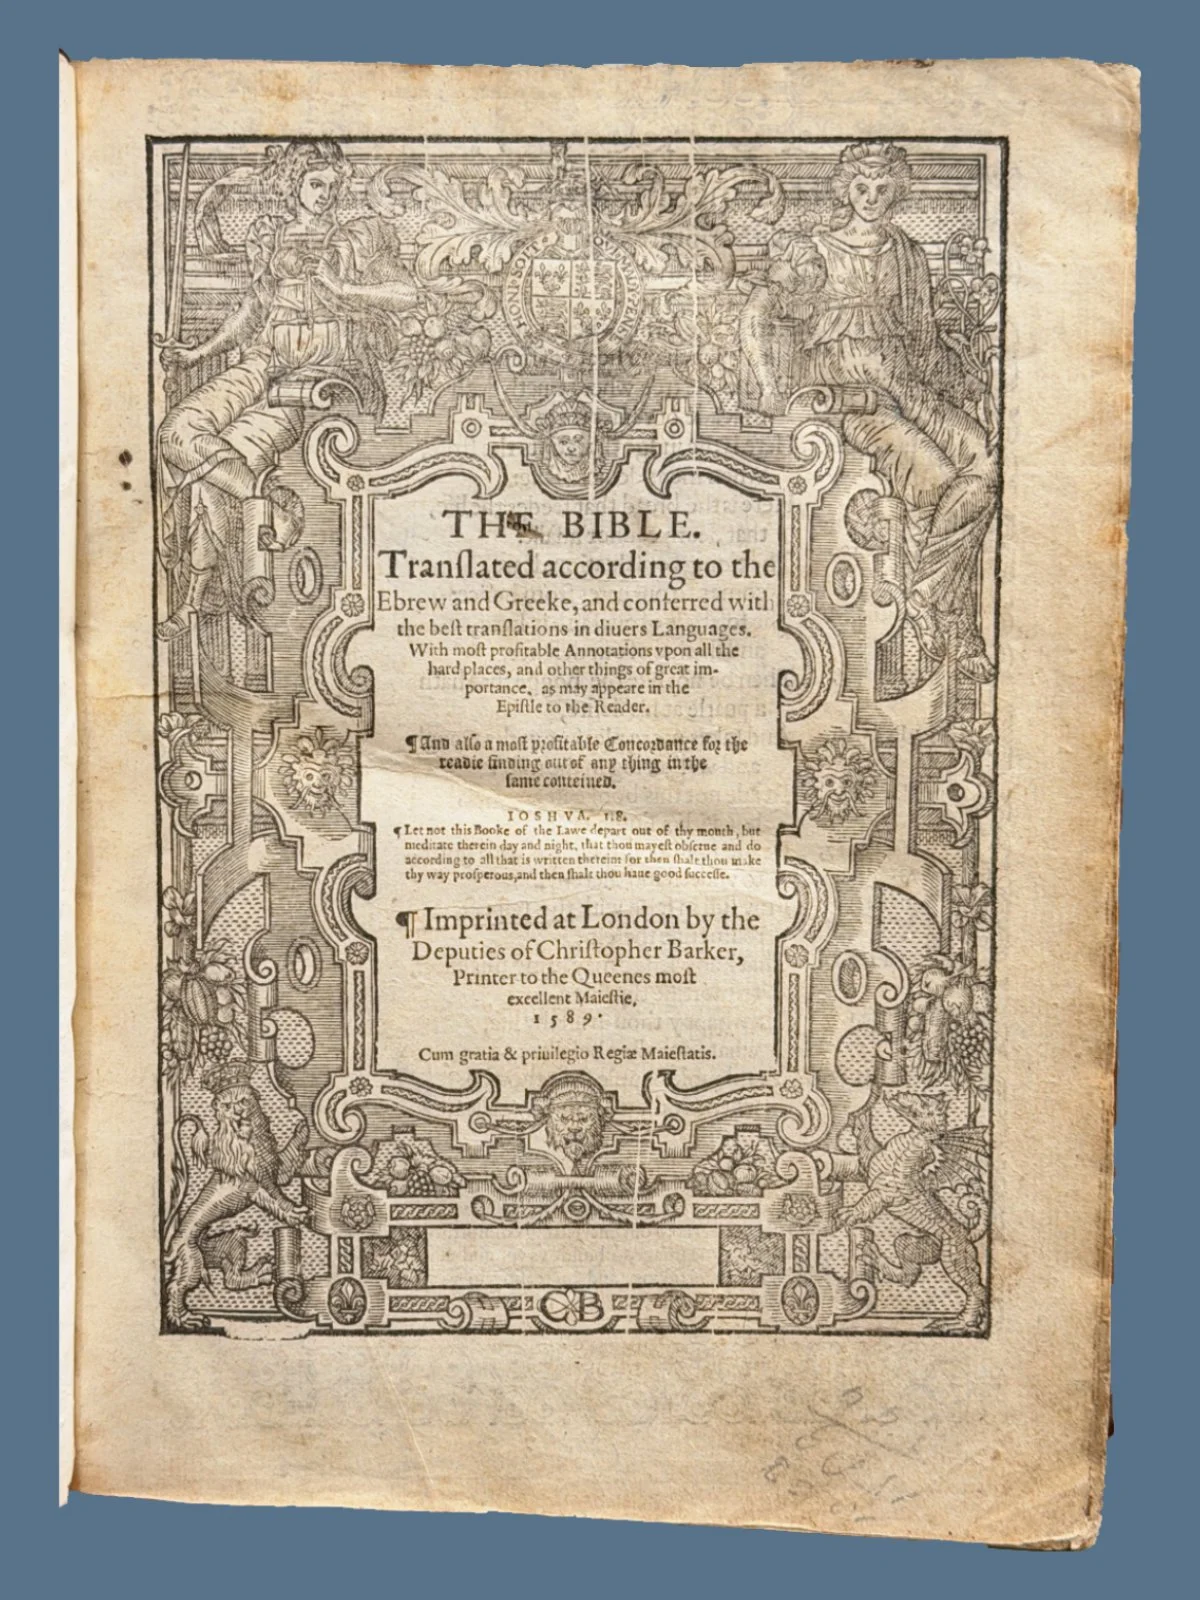 HONI·SOIT·QVI·MAL·Y·PENSE
THE BIBLE.
Tranſlated according to the
Ebrew and Greeke, and conferred with
the beſt tranſlations in diuers Languages.
With moſt profitable Annotations vpon all the
hard places, and other things of great im-
portance, as may appeare in the
Epiſtle to the Reader.
¶ And alſo a moſt profitable Concordance for the
readie finding out of any thing in the
ſame conteined.
IOSHVA. 1.8.
¶ Let not this Booke of the Lawe depart out of thy mouth, but
meditate therein day and night, that thou mayeſt obſerue and do
according to all that is written therein: for then ſhalt thou make
thy way proſperous, and then ſhalt thou haue good ſucceſſe.
¶ Imprinted at London by the
Deputies of Chriſtopher Barker,
Printer to the Queenes moſt
excellent Maieſtie,
1589.
Cum gratia & priuilegio Regiæ Maieſtatis.
CB